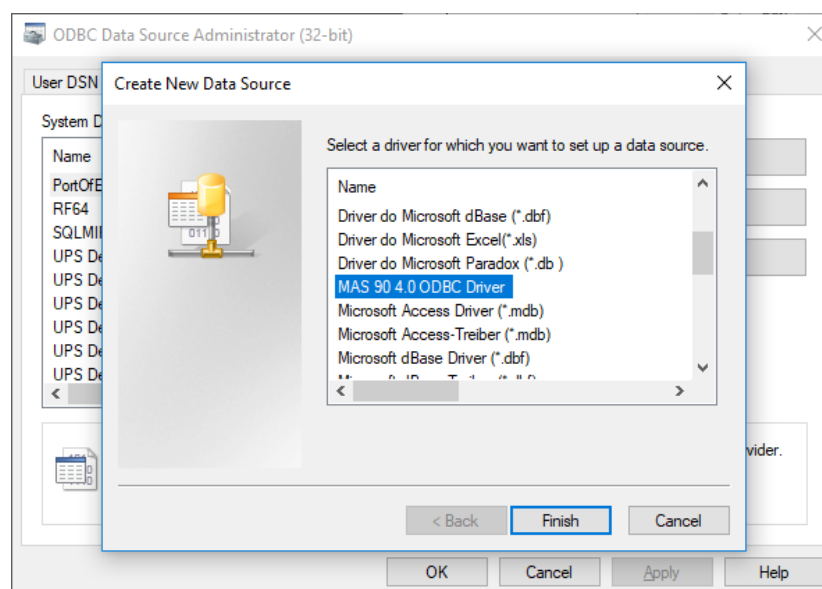 ODBC Data Source Administrator (32-bit)
User DSN
Create New Data Source
System D
Name
PortOfE
RF64
SQLMII
UPS De
UPS De
UPS De
UPS De
UPS De
UPS De
Select a driver for which you want to set up a data source.
Name
Driver do Microsoft dBase (*.dbf)
Driver do Microsoft Excel(*.xls)
Driver do Microsoft Paradox (*.db )
MAS 90 4.0 ODBC Driver
Microsoft Access Driver (*.mdb)
Microsoft Access-Treiber (*.mdb)
Microsoft dBase Driver (*.dbf)
vider.
< Back
Finish
Cancel
OK
Cancel
Apply
Help